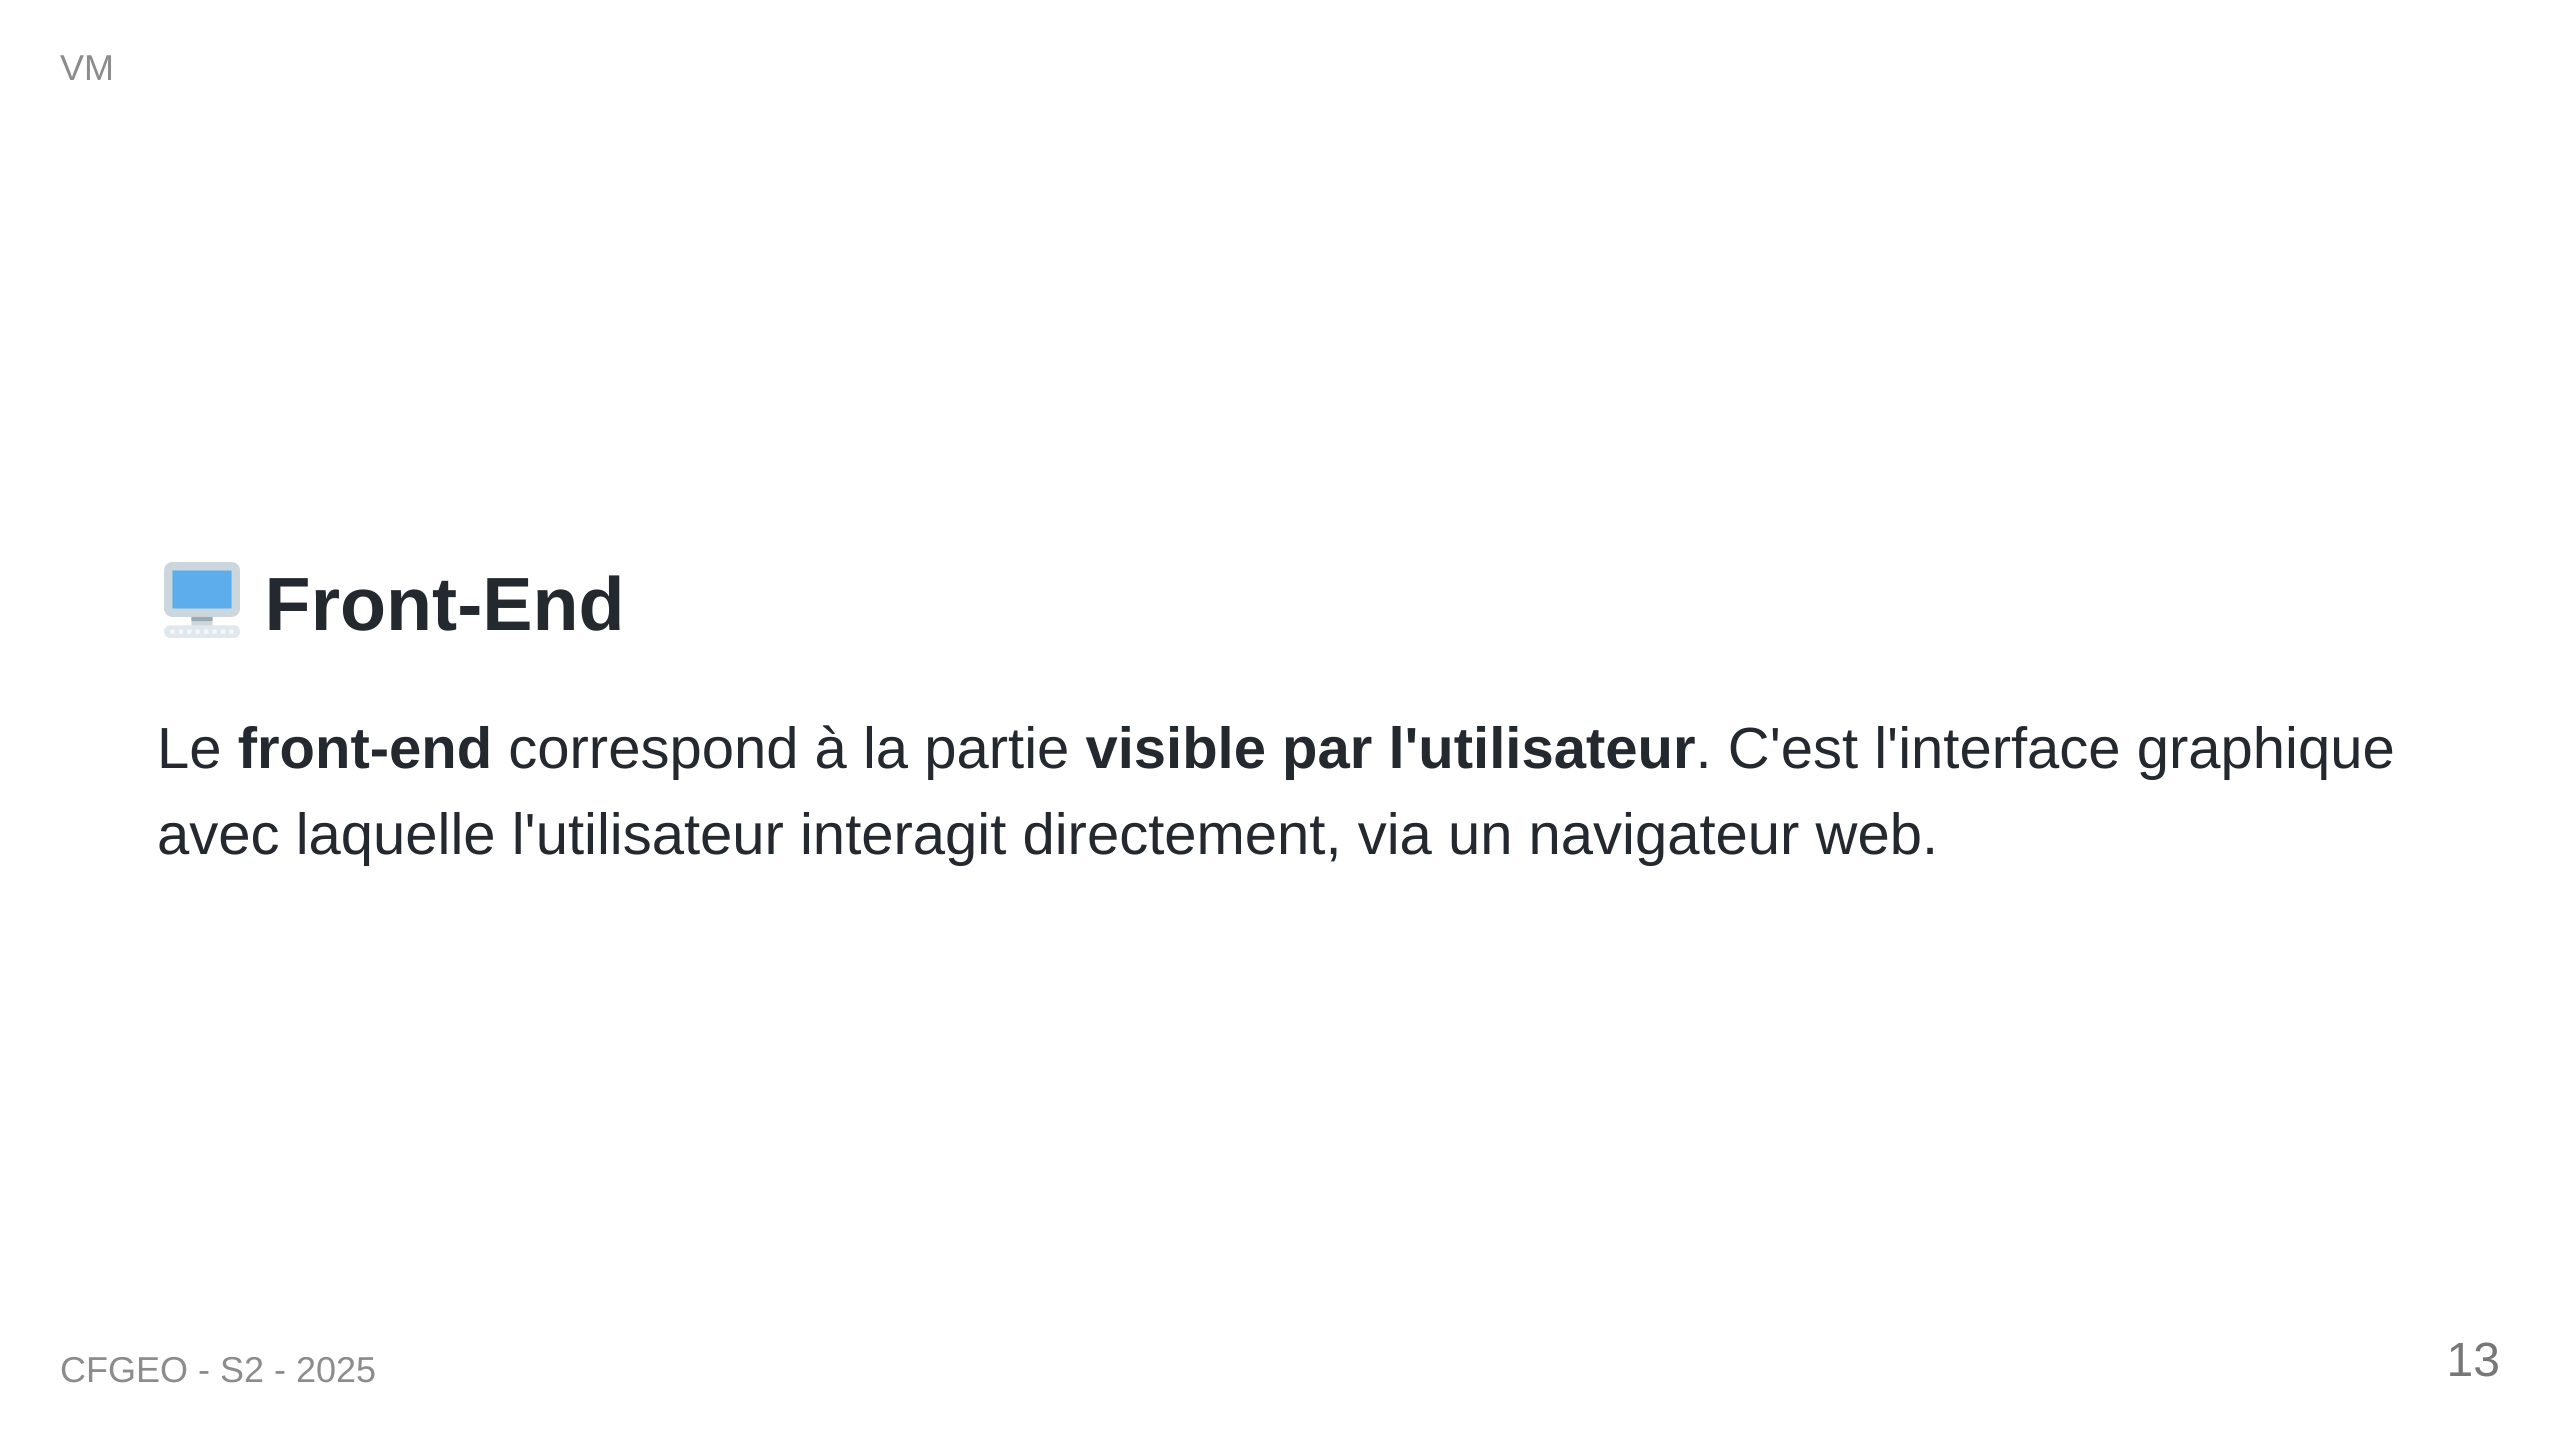 VM
Front-End
Le front-end correspond à la partie visible par l'utilisateur. C'est l'interface graphique
avec laquelle l'utilisateur interagit directement, via un navigateur web.
CFGEO - S2 - 2025
13